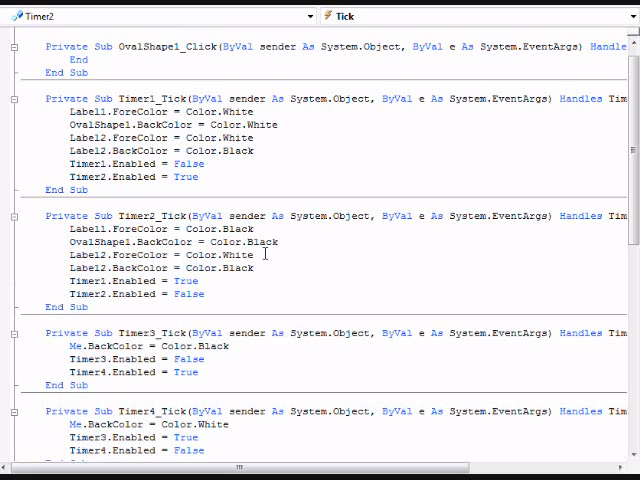 Timer2 Tick
Private Sub OvalShape1_Click(ByVal sender As System.Object, ByVal e As System.EventArgs) Handles
End
End Sub
Private Sub Timer1_Tick(ByVal sender As System.Object, ByVal e As System.EventArgs) Handles Tim
Label1.ForeColor = Color.White
OvalShape1.BackColor = Color.White
Label2.ForeColor = Color.White
Label2.BackColor = Color.Black
Timer1.Enabled = False
Timer2.Enabled = True
End Sub
Private Sub Timer2_Tick(ByVal sender As System.Object, ByVal e As System.EventArgs) Handles Tim
Label1.ForeColor = Color.Black
OvalShape1.BackColor = Color.Black
Label2.ForeColor = Color.White
Label2.BackColor = Color.Black
Timer1.Enabled = True
Timer2.Enabled = False
End Sub
Private Sub Timer3_Tick(ByVal sender As System.Object, ByVal e As System.EventArgs) Handles Tim
Me.BackColor = Color.Black
Timer3.Enabled = False
Timer4.Enabled = True
End Sub
Private Sub Timer4_Tick(ByVal sender As System.Object, ByVal e As System.EventArgs) Handles Tim
Me.BackColor = Color.White
Timer3.Enabled = True
Timer4.Enabled = False